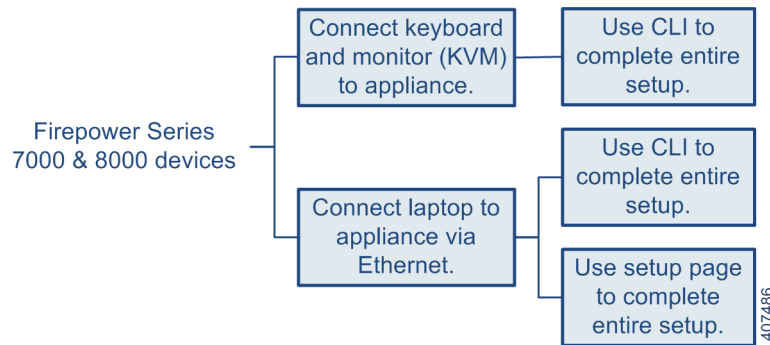 Firepower Series
7000 & 8000 devices
Connect keyboard
and monitor (KVM)
to appliance.
Use CLI to
complete entire
setup.
Connect laptop to
appliance via
Ethernet.
Use CLI to
complete entire
setup.
Use setup page
to complete
entire setup.
407486